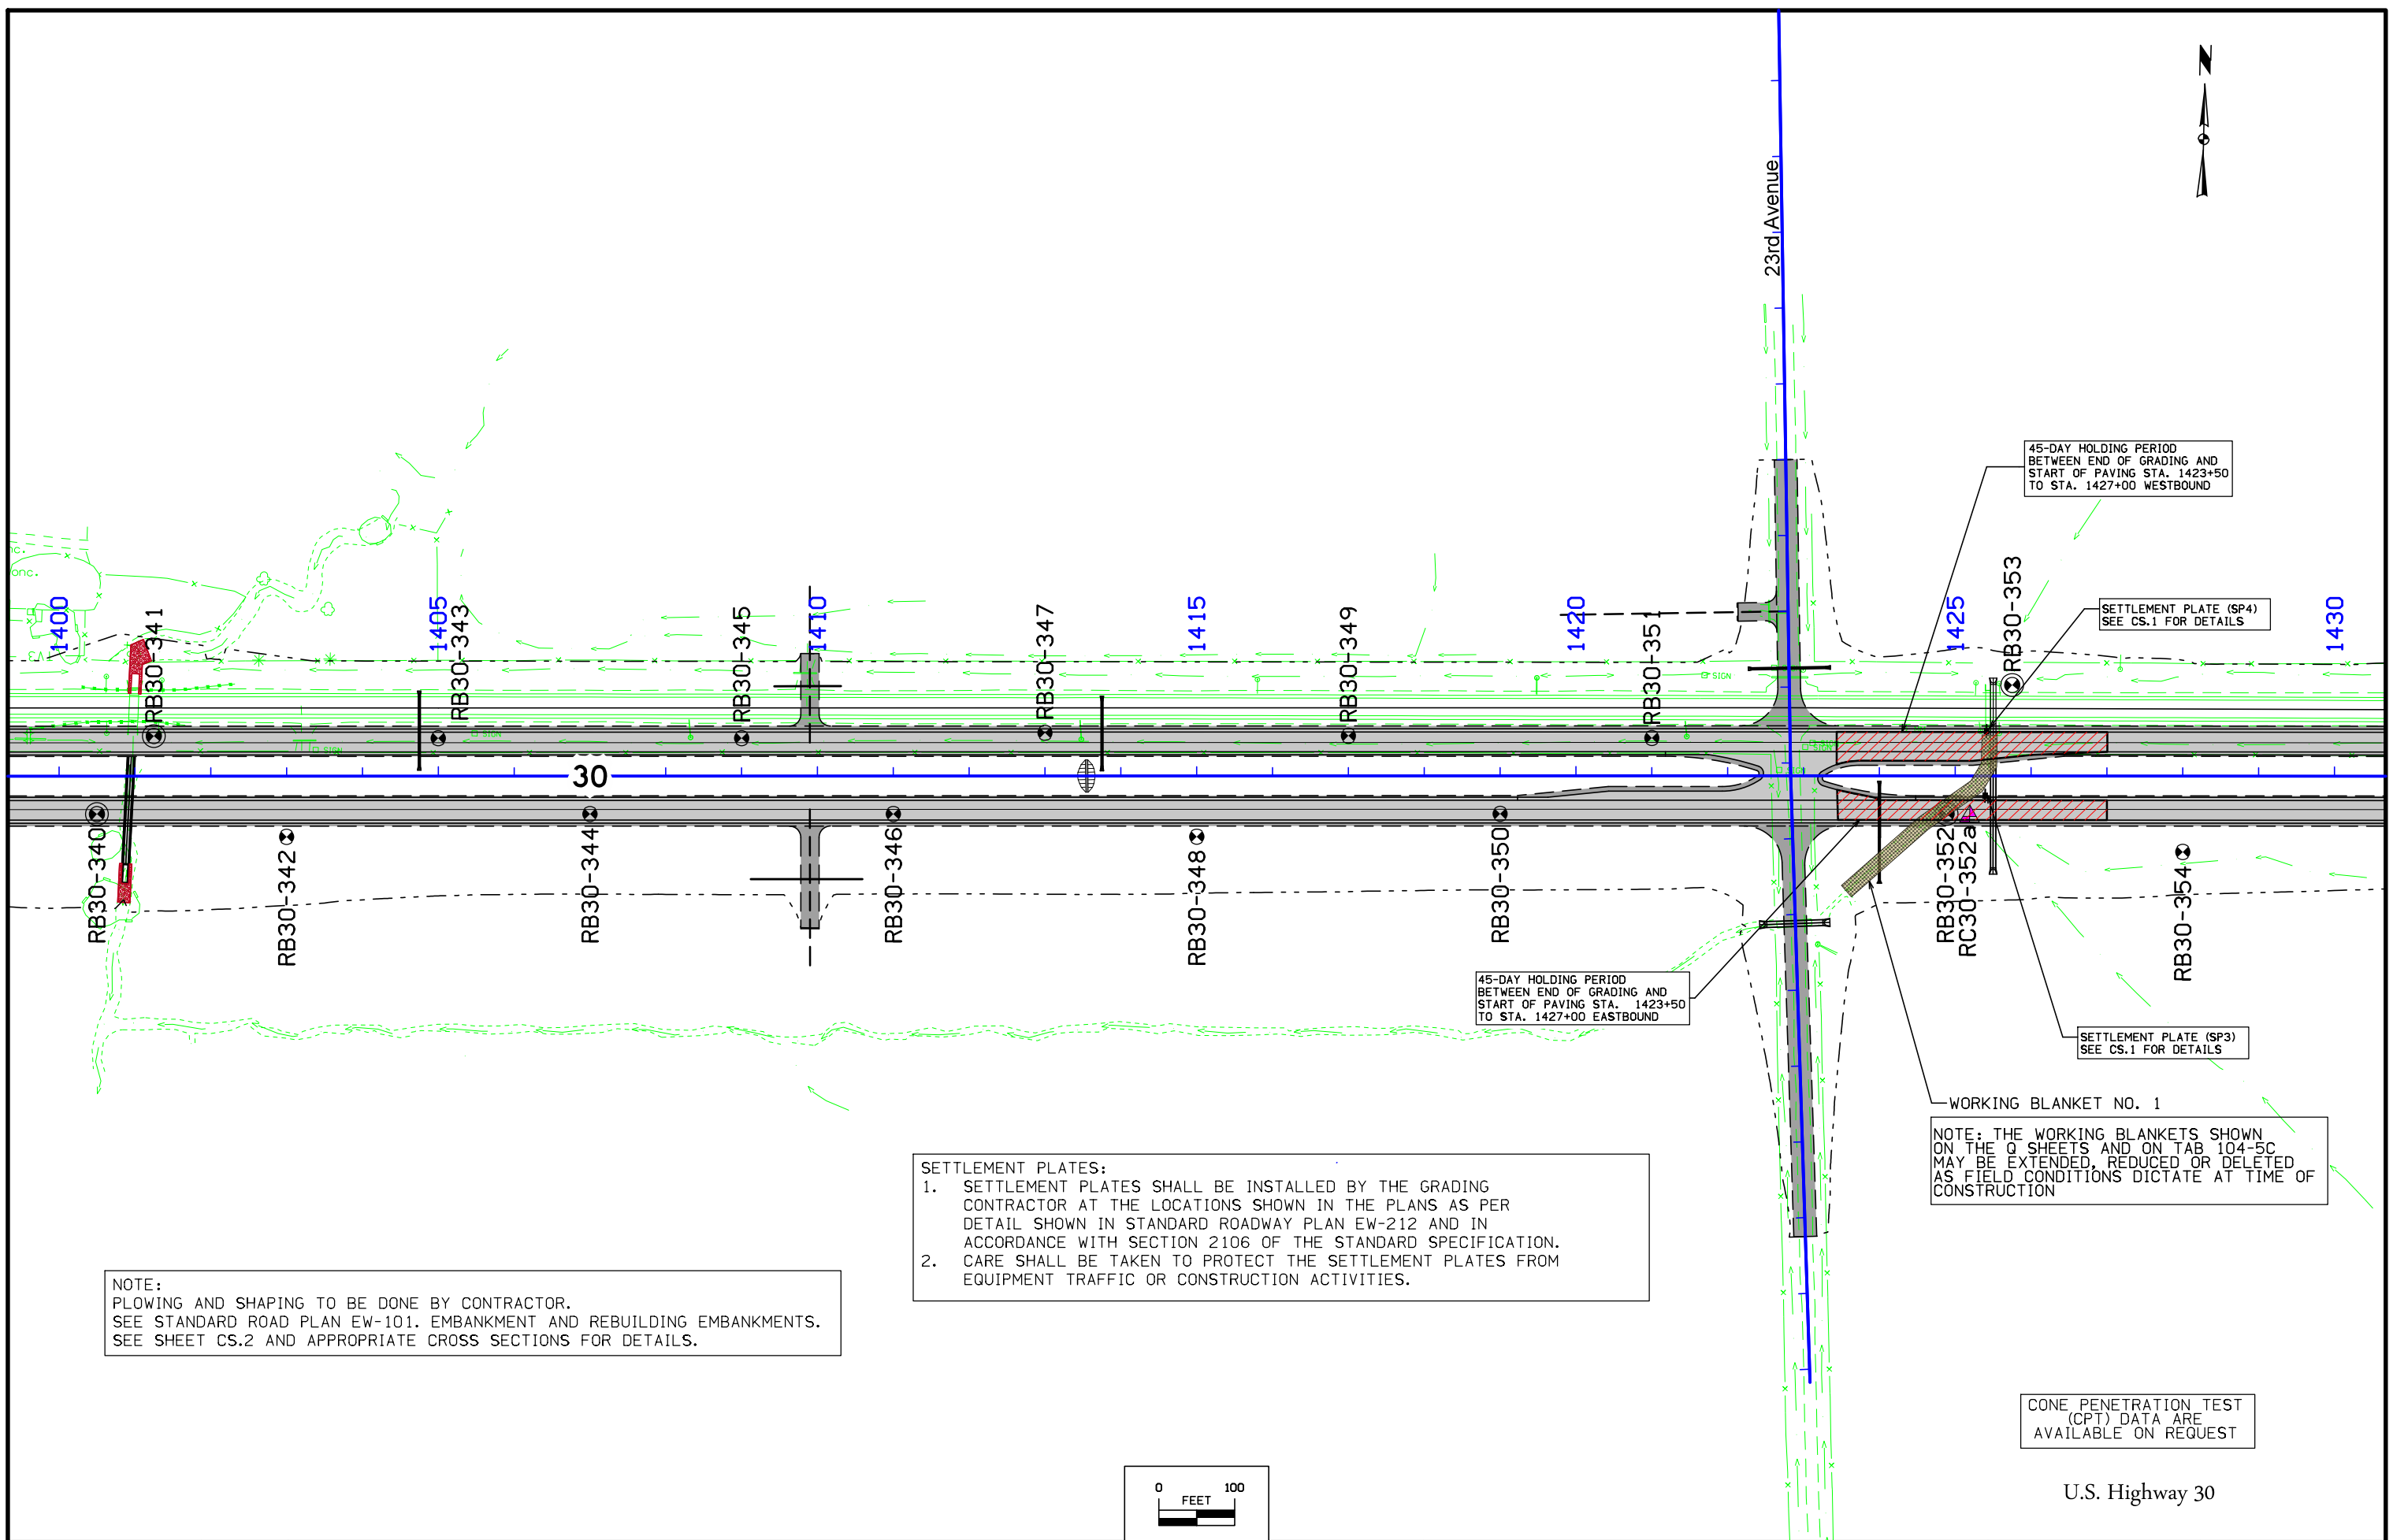 N
23rd Avenue
45-DAY HOLDING PERIOD
BETWEEN END OF GRADING AND
START OF PAVING STA. 1423+50
TO STA. 1427+00 WESTBOUND
SETTLEMENT PLATE (SP4)
SEE CS.1 FOR DETAILS
onc.
1400
RB30-341
1405
RB30-343
RB30-345
1410
RB30-347
1415
RB30-349
1420
RB30-351
1425
RB30-353
1430
SIGN
SIGN
SIGN
30
RB30-340
RB30-342
RB30-344
RB30-346
RB30-348
RB30-350
RB30-352
RC30-352a
RB30-354
45-DAY HOLDING PERIOD
BETWEEN END OF GRADING AND
START OF PAVING STA. 1423+50
TO STA. 1427+00 EASTBOUND
SETTLEMENT PLATE (SP3)
SEE CS.1 FOR DETAILS
WORKING BLANKET NO. 1
NOTE: THE WORKING BLANKETS SHOWN
ON THE Q SHEETS AND ON TAB 104-5C
MAY BE EXTENDED, REDUCED OR DELETED
AS FIELD CONDITIONS DICTATE AT TIME OF
CONSTRUCTION
SETTLEMENT PLATES:
1. SETTLEMENT PLATES SHALL BE INSTALLED BY THE GRADING
CONTRACTOR AT THE LOCATIONS SHOWN IN THE PLANS AS PER
DETAIL SHOWN IN STANDARD ROADWAY PLAN EW-212 AND IN
ACCORDANCE WITH SECTION 2106 OF THE STANDARD SPECIFICATION.
2. CARE SHALL BE TAKEN TO PROTECT THE SETTLEMENT PLATES FROM
EQUIPMENT TRAFFIC OR CONSTRUCTION ACTIVITIES.
NOTE:
PLOWING AND SHAPING TO BE DONE BY CONTRACTOR.
SEE STANDARD ROAD PLAN EW-101. EMBANKMENT AND REBUILDING EMBANKMENTS.
SEE SHEET CS.2 AND APPROPRIATE CROSS SECTIONS FOR DETAILS.
CONE PENETRATION TEST
(CPT) DATA ARE
AVAILABLE ON REQUEST
0 100
FEET
U.S. Highway 30